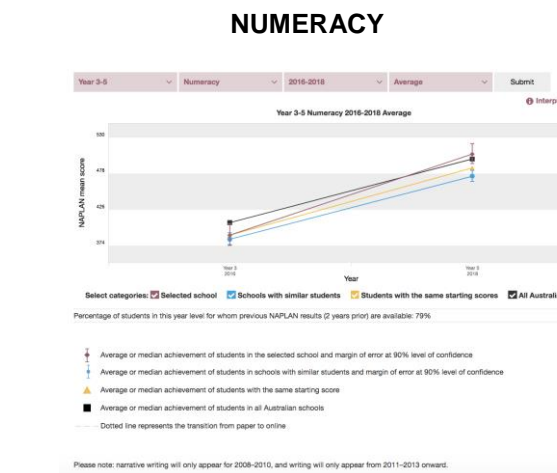 NUMERACY
Year 3-5 Numeracy 2016-2018 Average Submit
Interp
Year 3-5 Numeracy 2016-2018 Average
530
478
426
374
NAPLAN mean score
Year 3 Year 5
2016 2018
Year
Select categories: Selected school Schools with similar students Students with the same starting scores All Australi
Percentage of students in this year level for whom previous NAPLAN results (2 years prior) are available: 79%
Average or median achievement of students in the selected school and margin of error at 90% level of confidence
Average or median achievement of students in schools with similar students and margin of error at 90% level of confidence
Average or median achievement of students with the same starting score
Average or median achievement of students in all Australian schools
Dotted line represents the transition from paper to online
Please note: narrative writing will only appear for 2008-2010, and writing will only appear from 2011-2013 onward.